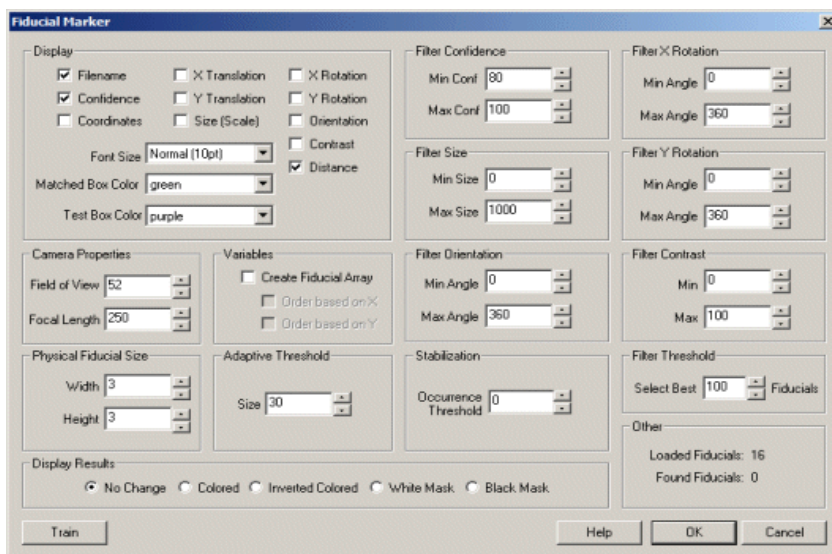 Fiducial Marker
Display
Filename
X Translation
X Rotation
Confidence
Y Translation
Y Rotation
Coordinates
Size (Scale)
Orientation
Contrast
Distance
Font Size Normal (10pt)
Matched Box Color green
Test Box Color purple
Filter Confidence
Min Conf 80
Max Conf 100
Filter X Rotation
Min Angle 0
Max Angle 360
Filter Size
Min Size 0
Max Size 1000
Filter Y Rotation
Min Angle 0
Max Angle 360
Camera Properties
Field of View 52
Focal Length 250
Variables
Create Fiducial Array
Order based on X
Order based on Y
Filter Orientation
Min Angle 0
Max Angle 360
Filter Contrast
Min 0
Max 100
Physical Fiducial Size
Width 3
Height 3
Adaptive Threshold
Size 30
Stabilization
Occurrence Threshold 0
Filter Threshold
Select Best 100 Fiducials
Other
Loaded Fiducials: 16
Found Fiducials: 0
Display Results
No Change Colored Inverted Colored White Mask Black Mask
Train Help OK Cancel